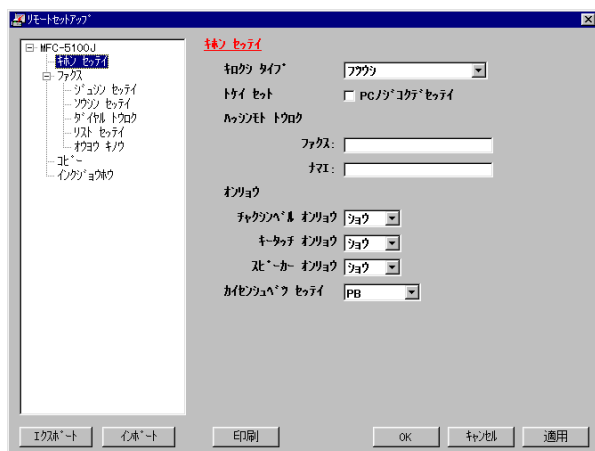 ﾘﾓｰﾄｾｯﾄｱｯﾌﾟ
MFC-5100J
ｷﾎﾝ ｾｯﾃｲ
ﾌｧｸｽ
ｼﾞｭｼﾝ ｾｯﾃｲ
ｿｳｼﾝ ｾｯﾃｲ
ﾀﾞｲﾔﾙ ﾄｳﾛｸ
ﾘｽﾄ ｾｯﾃｲ
ｵｳﾖｳ ｷﾉｳ
ｺﾋﾟｰ
ｲﾝｸｼﾞｮｳﾎｳ
ｷﾎﾝ ｾｯﾃｲ
ｷﾛｸｼ ﾀｲﾌﾟ ﾌﾂｳｼ
ﾄｹｲ ｾｯﾄ PCﾉｼﾞｺｸﾃﾞｾｯﾃｲ
ﾊｯｼﾝﾓﾄ ﾄｳﾛｸ
ﾌｧｸｽ:
ﾅﾏｴ:
ｵﾝﾘｮｳ
ﾁｬｸｼﾝﾍﾞﾙ ｵﾝﾘｮｳ ｼｮｳ
ｷｰﾀｯﾁ ｵﾝﾘｮｳ ｼｮｳ
ｽﾋﾟｰｶｰ ｵﾝﾘｮｳ ｼｮｳ
ｶｲｾﾝｼｭﾍﾞﾂ ｾｯﾃｲ PB
ｴｸｽﾎﾟｰﾄ ｲﾝﾎﾟｰﾄ 印刷 OK ｷｬﾝｾﾙ 適用